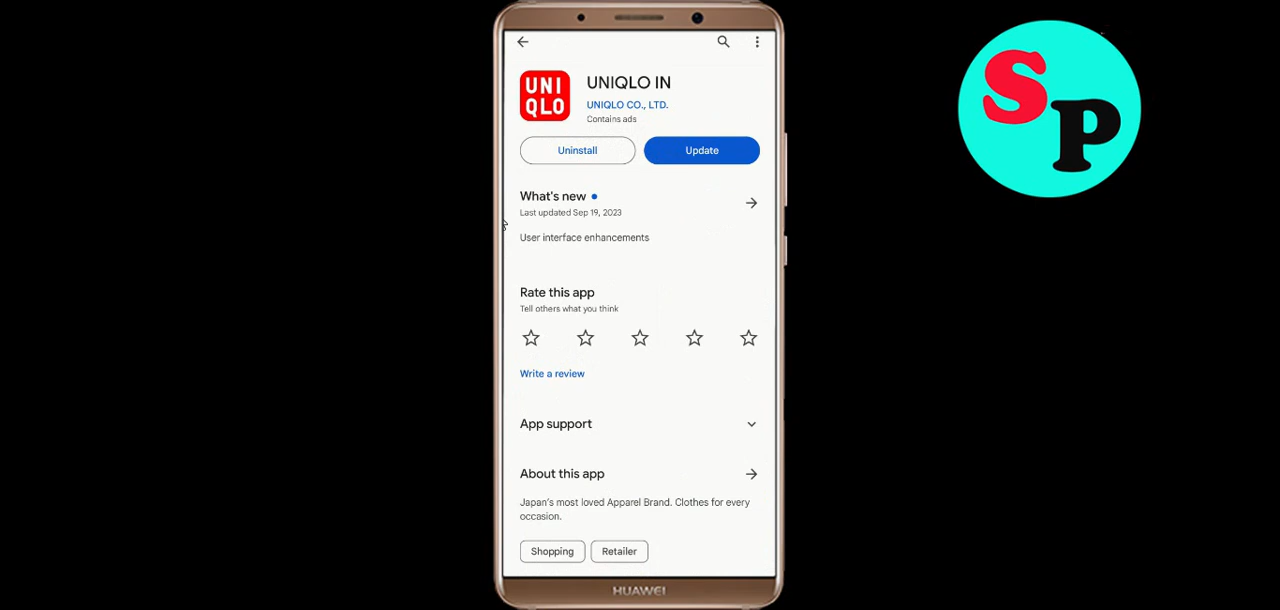 UNIQLO IN
UNI
QLO
UNIQLO CO., LTD.
Contains ads
Uninstall
Update
What's new
Last updated Sep 19, 2023
User interface enhancements
Rate this app
Tell others what you think
Write a review
App support
About this app
Japan's most loved Apparel Brand. Clothes for every
occasion.
Shopping
Retailer
HUAWEI
SP